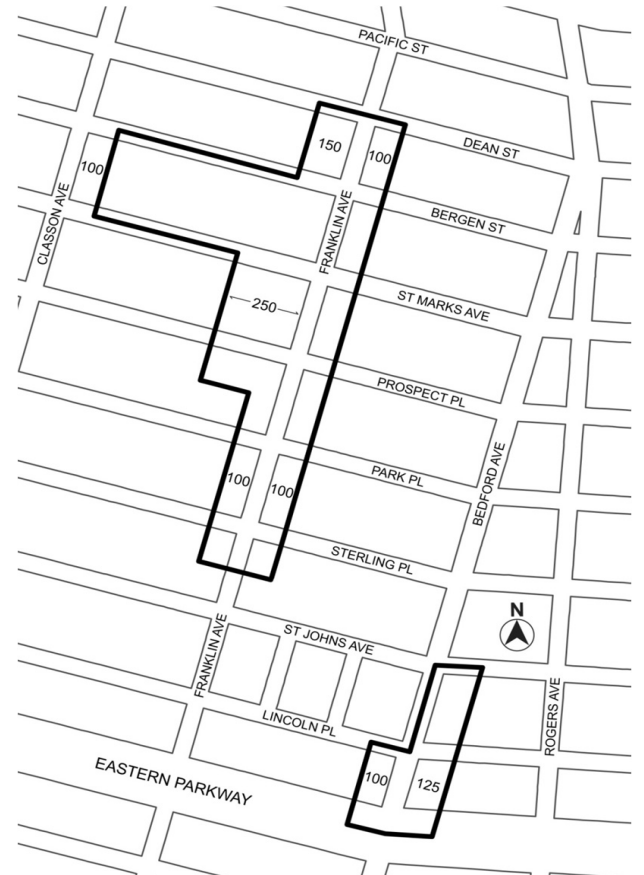 PACIFIC ST
DEAN ST
150
100
100
FRANKLIN AVE
BERGEN ST
CLASSON AVE
250
ST MARKS AVE
PROSPECT PL
BEDFORD AVE
PARK PL
100
100
STERLING PL
N
ST JOHNS AVE
FRANKLIN AVE
ROGERS AVE
LINCOLN PL
EASTERN PARKWAY
100
125